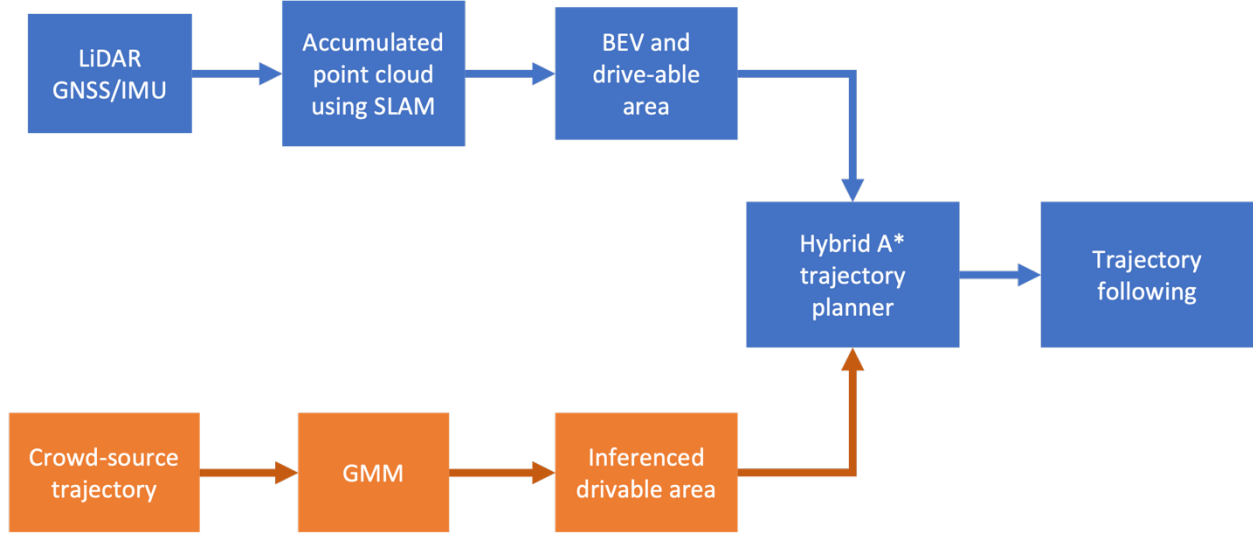 LiDAR
GNSS/IMU
Accumulated
point cloud
using SLAM
BEV and
drive-able
area
Hybrid A*
trajectory
planner
Trajectory
following
Crowd-source
trajectory
GMM
Inferenced
drivable area